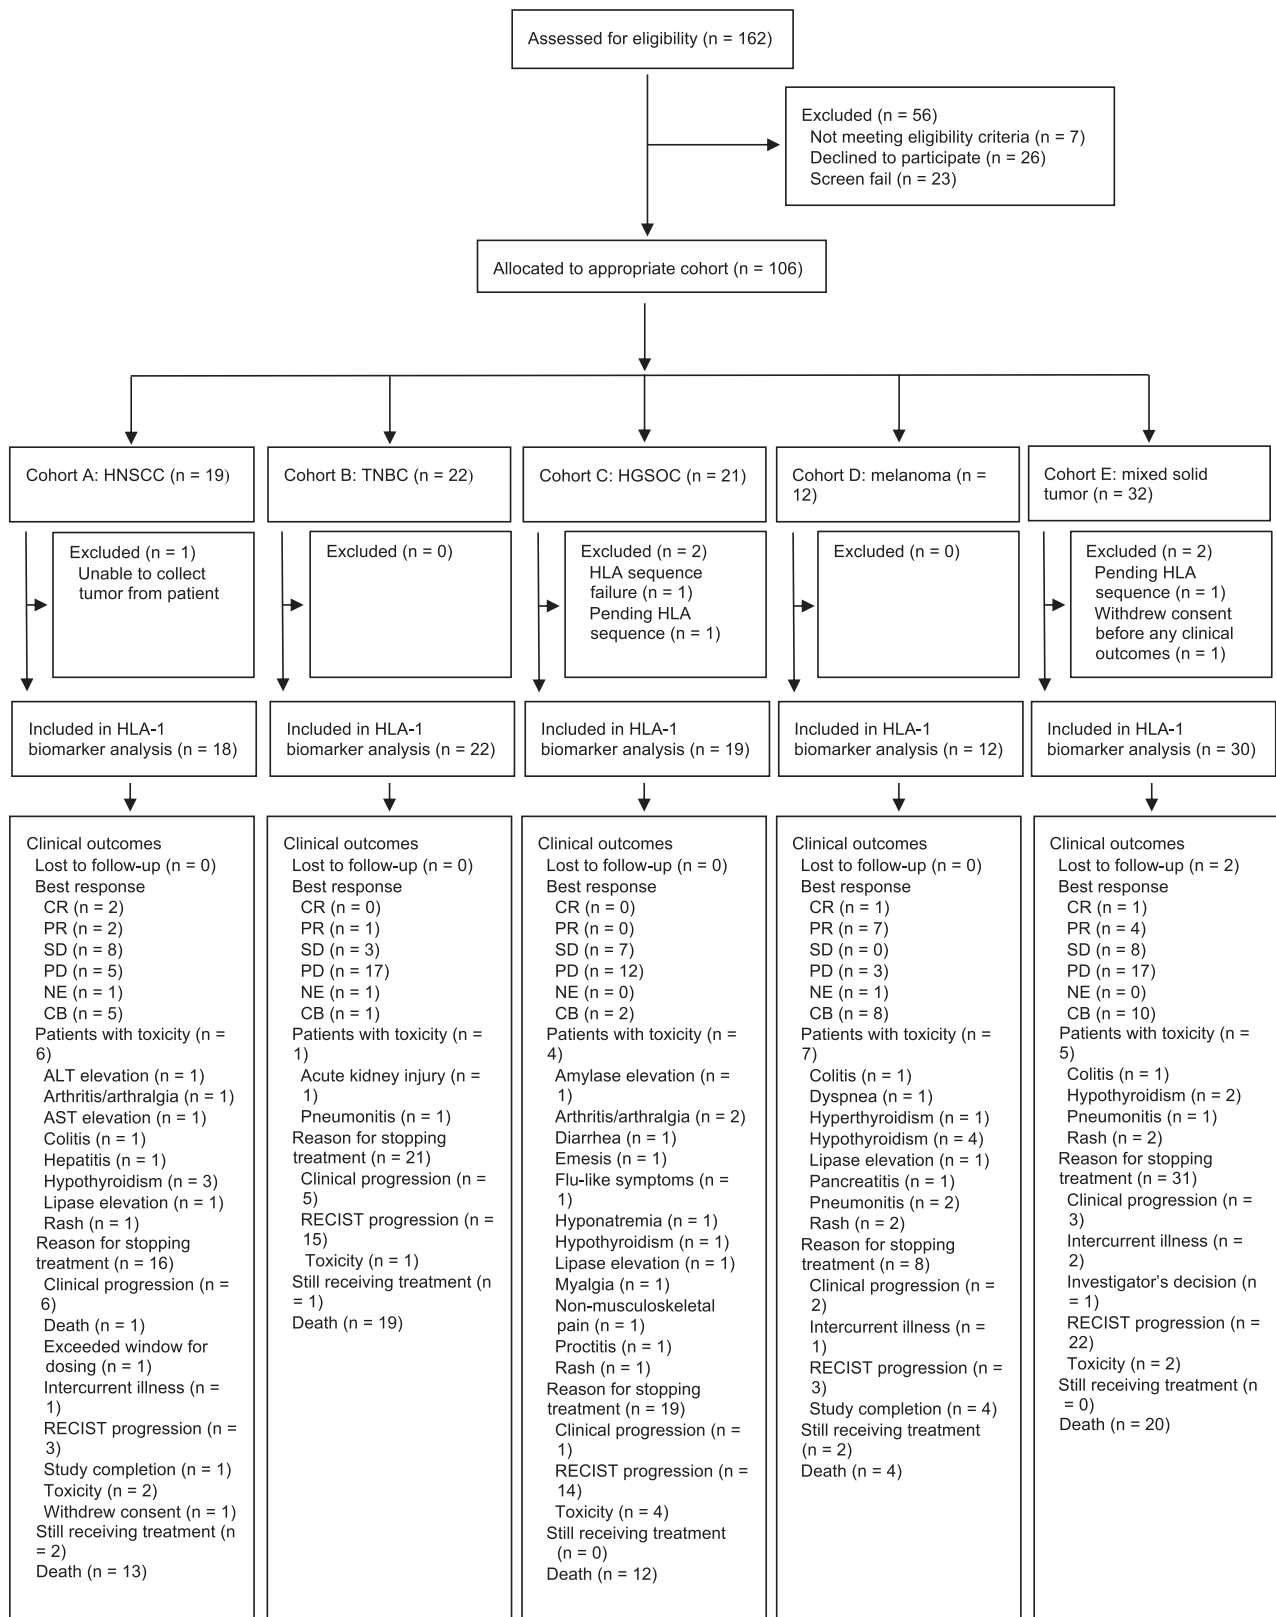 Assessed for eligibility (n = 162)
Excluded (n = 56)
Not meeting eligibility criteria (n = 7)
Declined to participate (n = 26)
Screen fail (n = 23)
Allocated to appropriate cohort (n = 106)
Cohort A: HNSCC (n = 19)
Cohort B: TNBC (n = 22)
Cohort C: HGSOC (n = 21)
Cohort D: melanoma (n =
12)
Cohort E: mixed solid
tumor (n = 32)
Excluded (n = 1)
Unable to collect
tumor from patient
Excluded (n = 0)
Excluded (n = 2)
HLA sequence
failure (n = 1)
Pending HLA
sequence (n = 1)
Excluded (n = 0)
Excluded (n = 2)
Pending HLA
sequence (n = 1)
Withdrew consent
before any clinical
outcomes (n = 1)
Included in HLA-1
biomarker analysis (n = 18)
Included in HLA-1
biomarker analysis (n = 22)
Included in HLA-1
biomarker analysis (n = 19)
Included in HLA-1
biomarker analysis (n = 12)
Included in HLA-1
biomarker analysis (n = 30)
Clinical outcomes
Lost to follow-up (n = 0)
Best response
CR (n = 2)
PR (n = 2)
SD (n = 8)
PD (n = 5)
NE (n = 1)
CB (n = 5)
Patients with toxicity (n =
6)
ALT elevation (n = 1)
Arthritis/arthralgia (n = 1)
AST elevation (n = 1)
Colitis (n = 1)
Hepatitis (n = 1)
Hypothyroidism (n = 3)
Lipase elevation (n = 1)
Rash (n = 1)
Reason for stopping
treatment (n = 16)
Clinical progression (n =
6)
Death (n = 1)
Exceeded window for
dosing (n = 1)
Intercurrent illness (n =
1)
RECIST progression (n =
3)
Study completion (n = 1)
Toxicity (n = 2)
Withdrew consent (n = 1)
Still receiving treatment (n
= 2)
Death (n = 13)
Clinical outcomes
Lost to follow-up (n = 0)
Best response
CR (n = 0)
PR (n = 1)
SD (n = 3)
PD (n = 17)
NE (n = 1)
CB (n = 1)
Patients with toxicity (n =
1)
Acute kidney injury (n =
1)
Pneumonitis (n = 1)
Reason for stopping
treatment (n = 21)
Clinical progression (n =
5)
RECIST progression (n =
15)
Toxicity (n = 1)
Still receiving treatment (n
= 1)
Death (n = 19)
Clinical outcomes
Lost to follow-up (n = 0)
Best response
CR (n = 0)
PR (n = 0)
SD (n = 7)
PD (n = 12)
NE (n = 0)
CB (n = 2)
Patients with toxicity (n =
4)
Amylase elevation (n =
1)
Arthritis/arthralgia (n = 2)
Diarrhea (n = 1)
Emesis (n = 1)
Flu-like symptoms (n =
1)
Hyponatremia (n = 1)
Hypothyroidism (n = 1)
Lipase elevation (n = 1)
Myalgia (n = 1)
Non-musculoskeletal
pain (n = 1)
Proctitis (n = 1)
Rash (n = 1)
Reason for stopping
treatment (n = 19)
Clinical progression (n =
1)
RECIST progression (n =
14)
Toxicity (n = 4)
Still receiving treatment
(n = 0)
Death (n = 12)
Clinical outcomes
Lost to follow-up (n = 0)
Best response
CR (n = 1)
PR (n = 7)
SD (n = 0)
PD (n = 3)
NE (n = 1)
CB (n = 8)
Patients with toxicity (n =
7)
Colitis (n = 1)
Dyspnea (n = 1)
Hyperthyroidism (n = 1)
Hypothyroidism (n = 4)
Lipase elevation (n = 1)
Pancreatitis (n = 1)
Pneumonitis (n = 2)
Rash (n = 2)
Reason for stopping
treatment (n = 8)
Clinical progression (n
= 2)
Intercurrent illness (n =
1)
RECIST progression (n =
3)
Study completion (n = 4)
Still receiving treatment
(n = 2)
Death (n = 4)
Clinical outcomes
Lost to follow-up (n = 2)
Best response
CR (n = 1)
PR (n = 4)
SD (n = 8)
PD (n = 17)
NE (n = 0)
CB (n = 10)
Patients with toxicity (n =
5)
Colitis (n = 1)
Hypothyroidism (n = 2)
Pneumonitis (n = 1)
Rash (n = 2)
Reason for stopping
treatment (n = 31)
Clinical progression (n =
3)
Intercurrent illness (n =
2)
Investigator's decision (n
= 1)
RECIST progression (n =
22)
Toxicity (n = 2)
Still receiving treatment (n
= 0)
Death (n = 20)